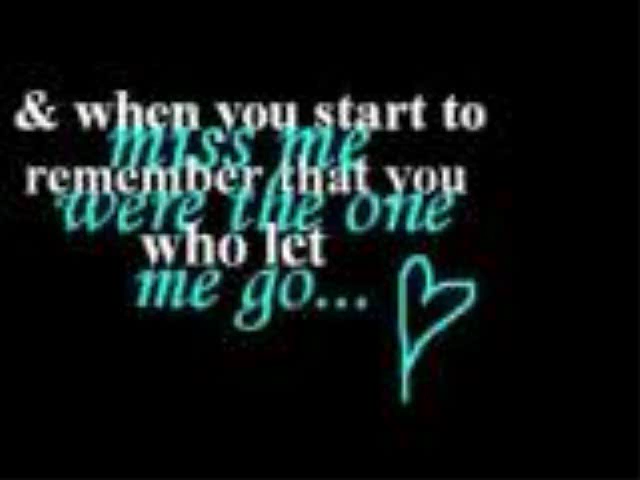 & when you start to
miss me
remember that you
were the one
who let
me go...